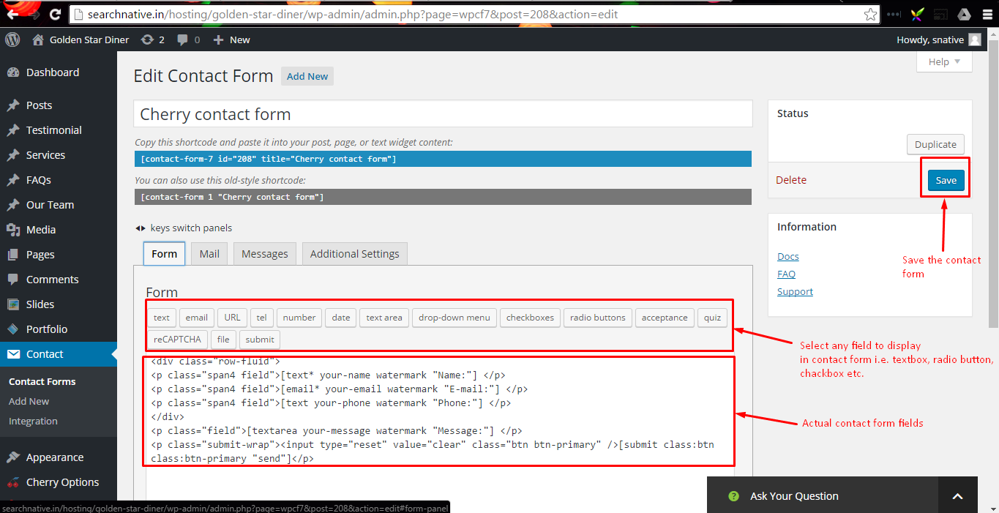 searchnative.in/hosting/golden-star-diner/wp-admin/admin.php?page=wpcf7&post=208&action=edit
Golden Star Diner 2 0 New Howdy, snative
Help
Dashboard
Posts
Testimonial
Services
FAQs
Our Team
Media
Pages
Comments
Slides
Portfolio
Contact
Contact Forms
Add New
Integration
Appearance
Cherry Options
Edit Contact Form Add New
Cherry contact form
Copy this shortcode and paste it into your post, page, or text widget content:
[contact-form-7 id="208" title="Cherry contact form"]
You can also use this old-style shortcode:
[contact-form 1 "Cherry contact form"]
keys switch panels
Form Mail Messages Additional Settings
Form
text email URL tel number date text area drop-down menu checkboxes radio buttons acceptance quiz
reCAPTCHA file submit
<div class="row-fluid">
<p class="span4 field">[text* your-name watermark "Name:"] </p>
<p class="span4 field">[email* your-email watermark "E-mail:"] </p>
<p class="span4 field">[text your-phone watermark "Phone:"] </p>
</div>
<p class="field">[textarea your-message watermark "Message:"] </p>
<p class="submit-wrap"><input type="reset" value="clear" class="btn btn-primary" />[submit class:btn
class:btn-primary "send"]</p>
Status
Duplicate
Delete Save
Information
Docs
FAQ
Support
Save the contact
form
Select any field to display
in contact form i.e. textbox, radio button,
chackbox etc.
Actual contact form fields
? Ask Your Question
searchnative.in/hosting/golden-star-diner/wp-admin/admin.php?page=wpcf7&post=208&action=edit#form-panel